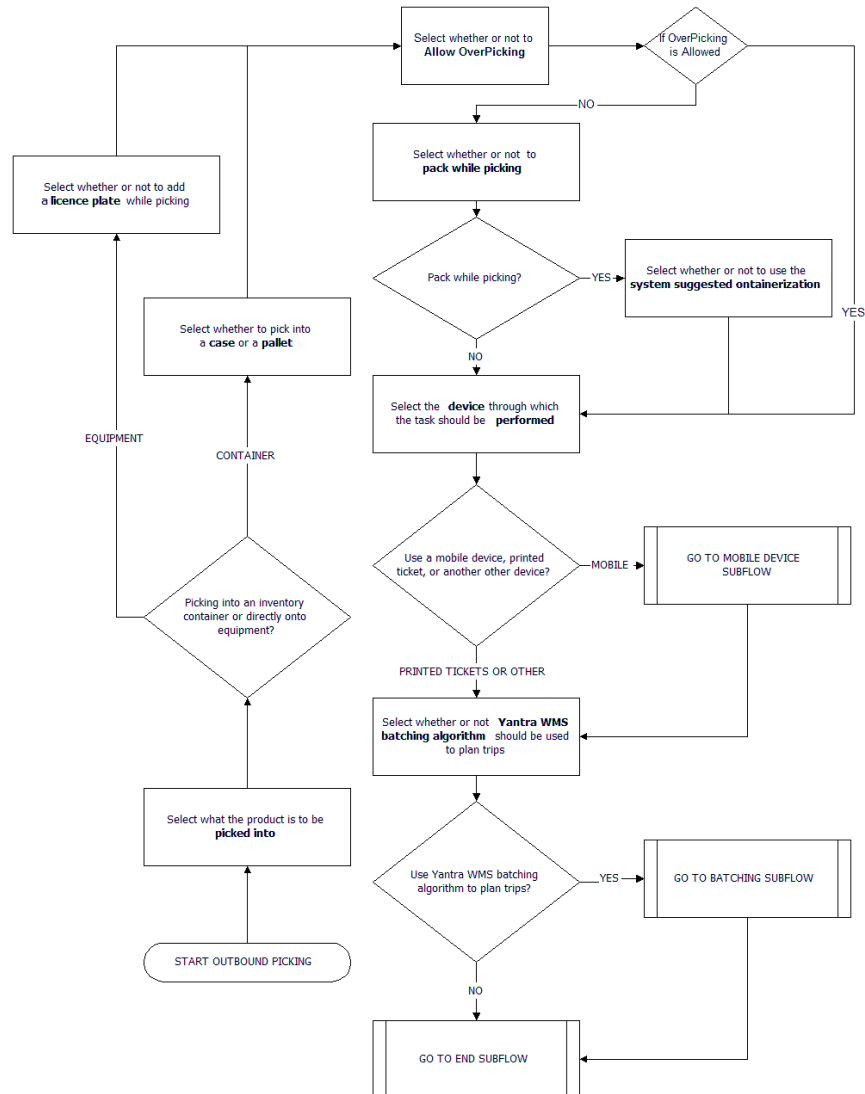 Select whether or not to
Allow OverPicking
If OverPicking
is Allowed
NO
Select whether or not to
pack while picking
Select whether or not to add
a licence plate while picking
Pack while picking?
YES
Select whether or not to use the
system suggested ontainerization
YES
Select whether to pick into
a case or a pallet
NO
Select the device through which
the task should be performed
EQUIPMENT
CONTAINER
Use a mobile device, printed
ticket, or another other device?
MOBILE
GO TO MOBILE DEVICE
SUBFLOW
Picking into an inventory
container or directly onto
equipment?
PRINTED TICKETS OR OTHER
Select whether or not Yantra WMS
batching algorithm should be used
to plan trips
Select what the product is to be
picked into
Use Yantra WMS batching
algorithm to plan trips?
YES
GO TO BATCHING SUBFLOW
START OUTBOUND PICKING
NO
GO TO END SUBFLOW